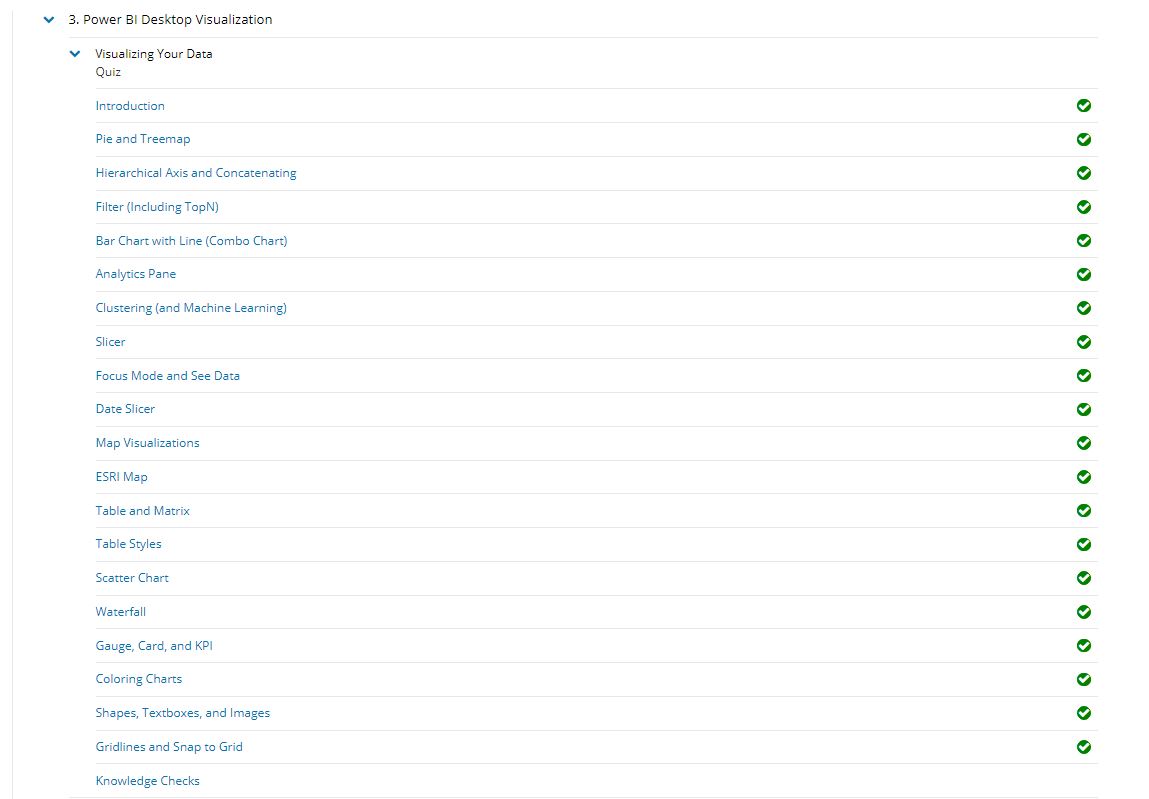 3. Power BI Desktop Visualization
Visualizing Your Data
Quiz
Introduction
Pie and Treemap
Hierarchical Axis and Concatenating
Filter (Including TopN)
Bar Chart with Line (Combo Chart)
Analytics Pane
Clustering (and Machine Learning)
Slicer
Focus Mode and See Data
Date Slicer
Map Visualizations
ESRI Map
Table and Matrix
Table Styles
Scatter Chart
Waterfall
Gauge, Card, and KPI
Coloring Charts
Shapes, Textboxes, and Images
Gridlines and Snap to Grid
Knowledge Checks